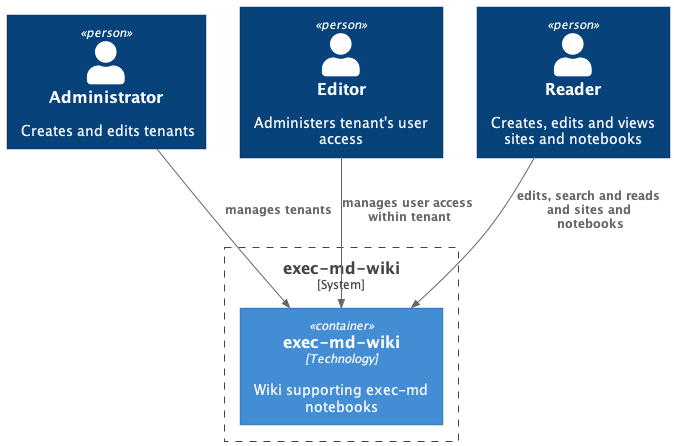 «person»
Administrator
Creates and edits tenants
«person»
Editor
Administers tenant's user
access
«person»
Reader
Creates, edits and views
sites and notebooks
manages tenants
manages user access
within tenant
edits, search and reads
and sites and
notebooks
exec-md-wiki
[System]
«container»
exec-md-wiki
[Technology]
Wiki supporting exec-md
notebooks